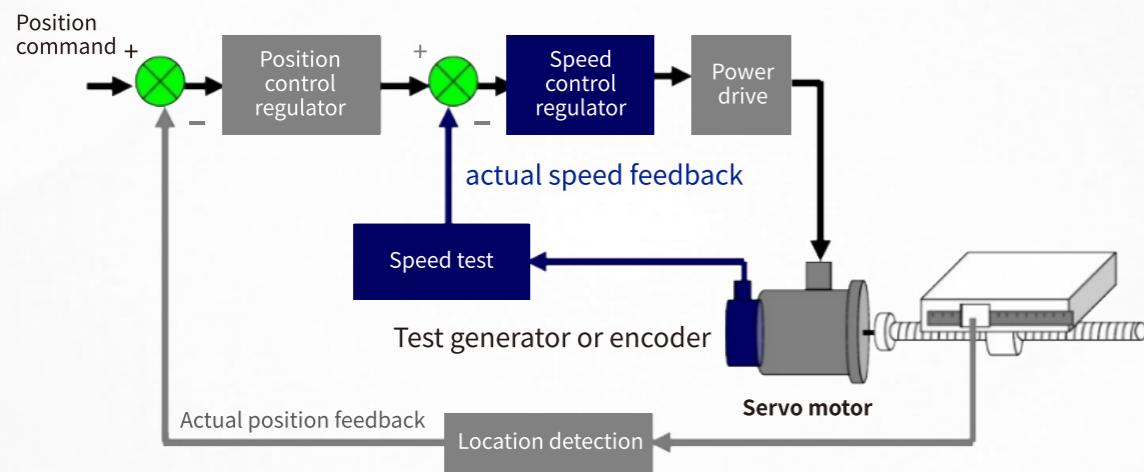 Position
command +
Position
control
regulator
+
Speed
control
regulator
Power
drive
−
−
actual speed feedback
Speed test
Test generator or encoder
Servo motor
Actual position feedback
Location detection